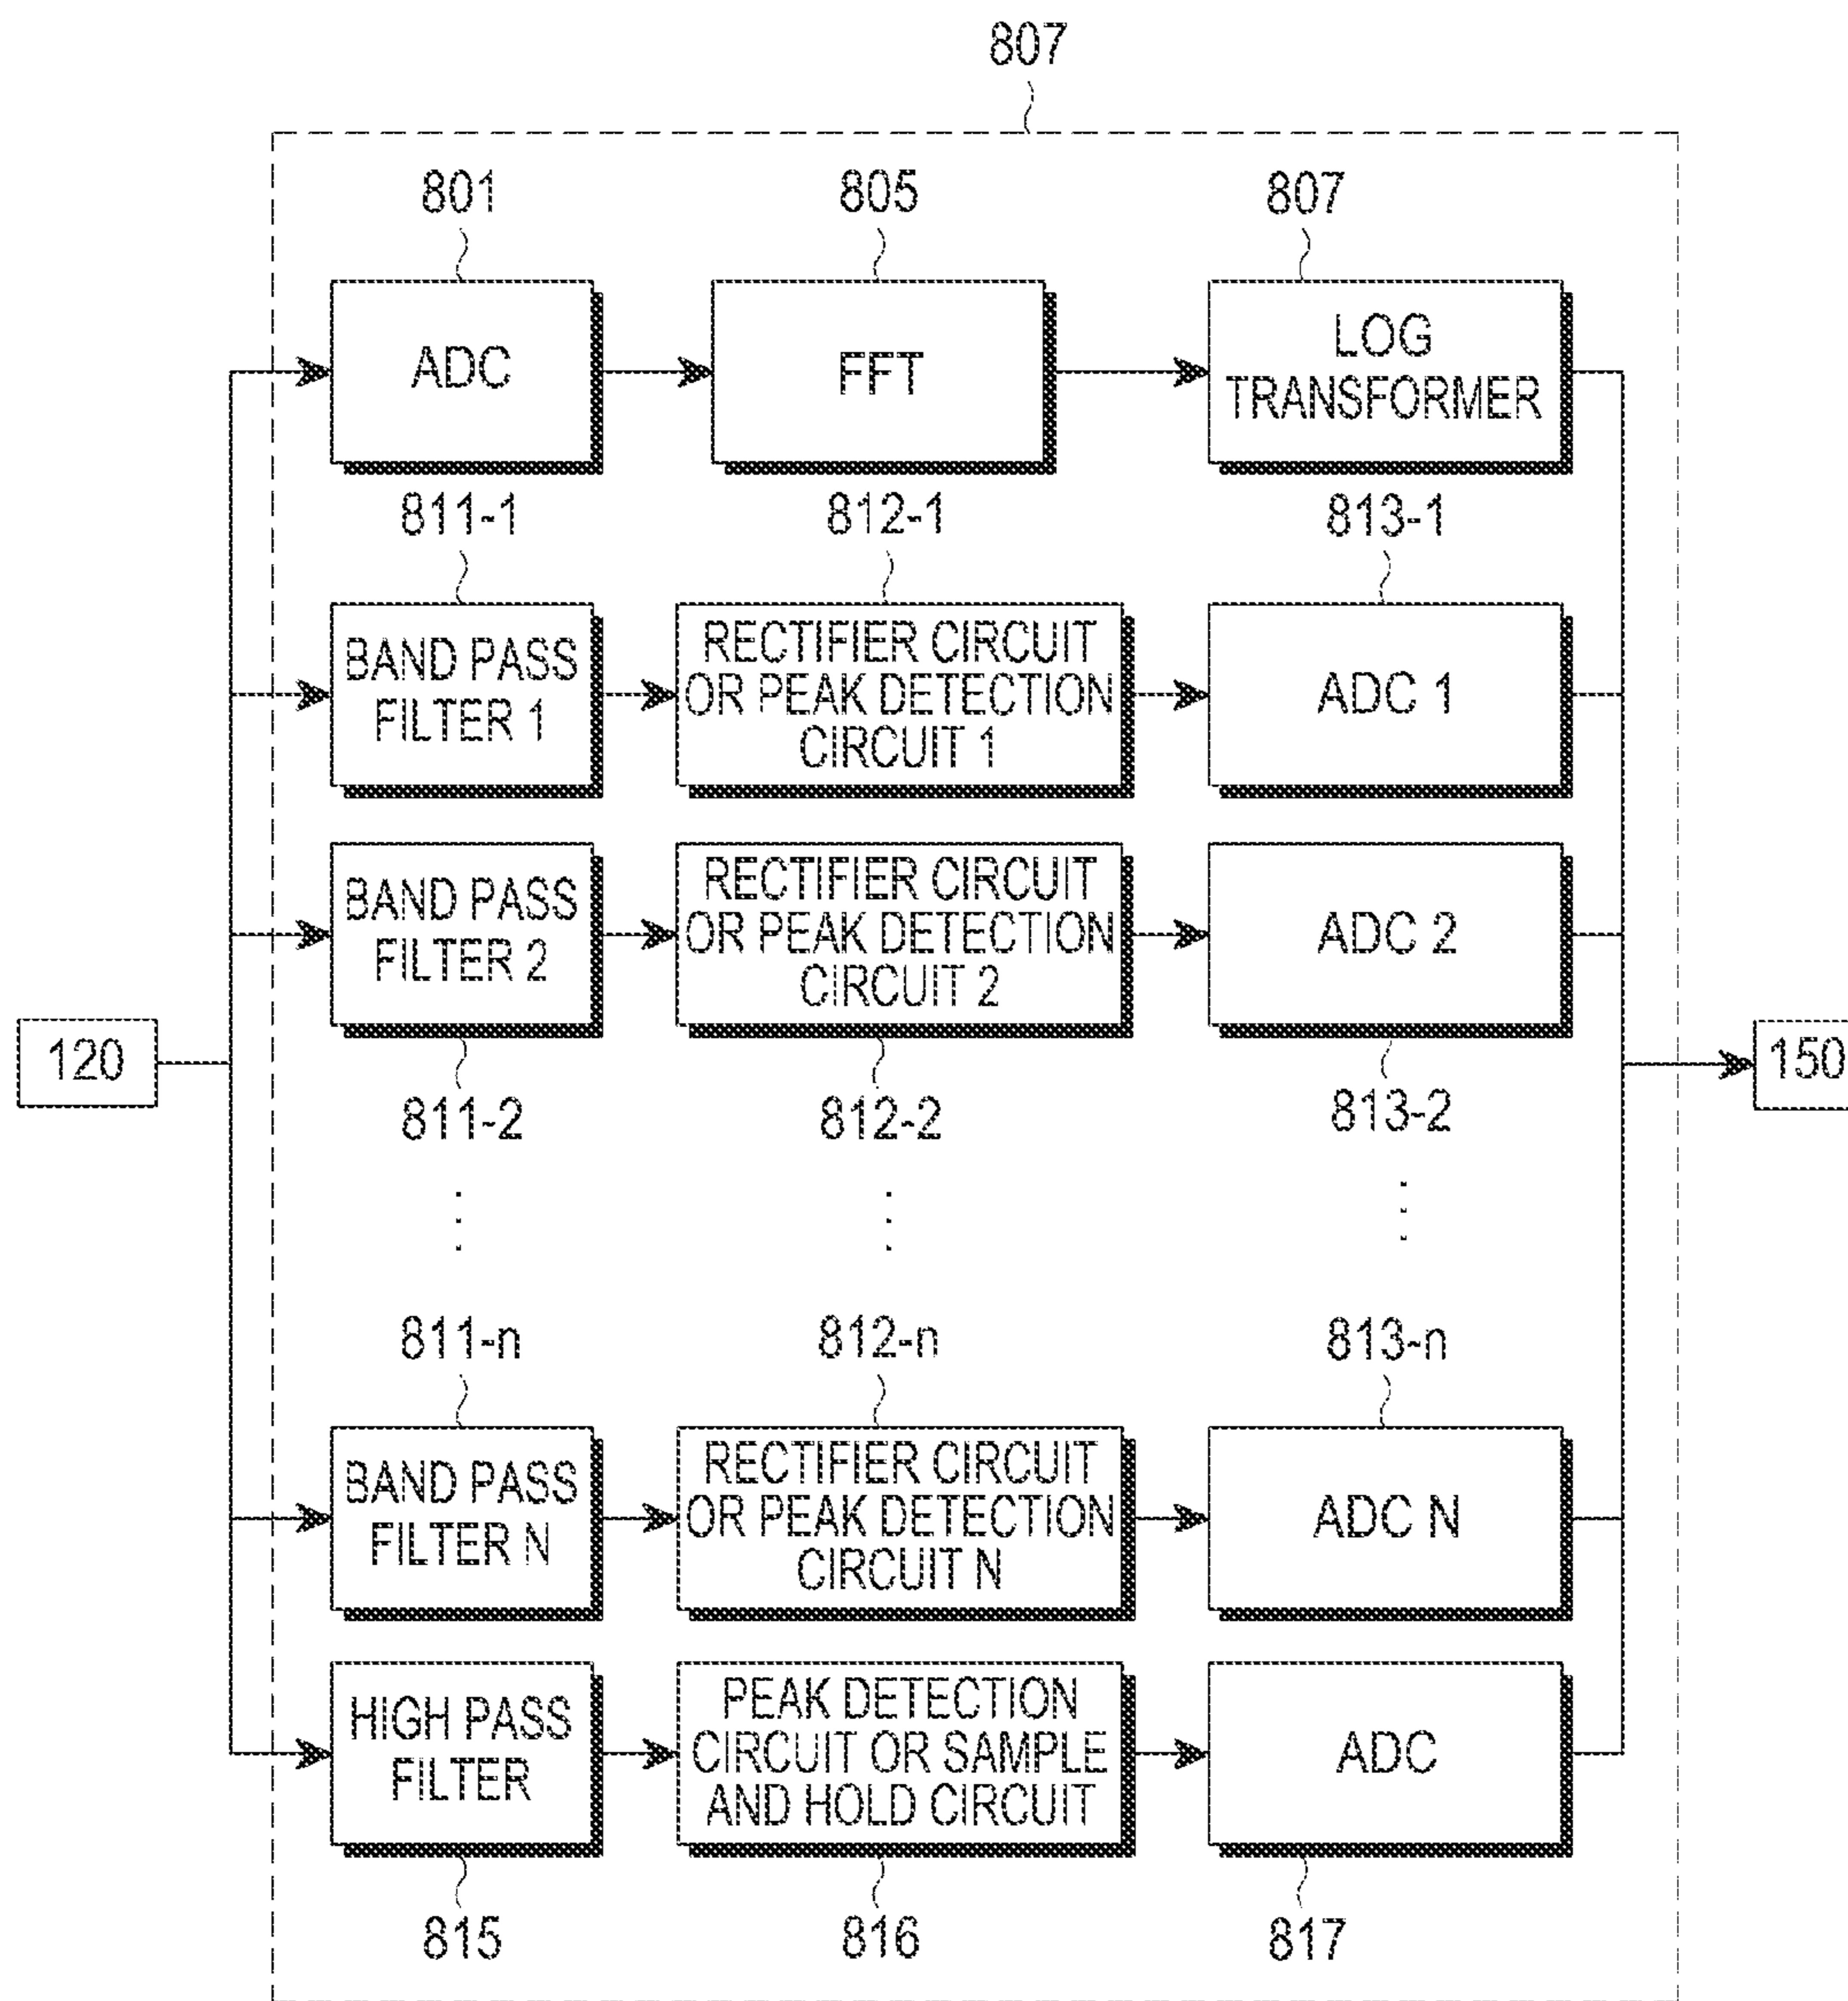 807
801
805
807
ADC
FFT
LOG
TRANSFORMER
811-1
812-1
813-1
BAND PASS
FILTER 1
RECTIFIER CIRCUIT
OR PEAK DETECTION
CIRCUIT 1
ADC 1
BAND PASS
FILTER 2
RECTIFIER CIRCUIT
OR PEAK DETECTION
CIRCUIT 2
ADC 2
120
150
811-2
812-2
813-2
811-n
812-n
813-n
BAND PASS
FILTER N
RECTIFIER CIRCUIT
OR PEAK DETECTION
CIRCUIT N
ADC N
HIGH PASS
FILTER
PEAK DETECTION
CIRCUIT OR SAMPLE
AND HOLD CIRCUIT
ADC
815
816
817